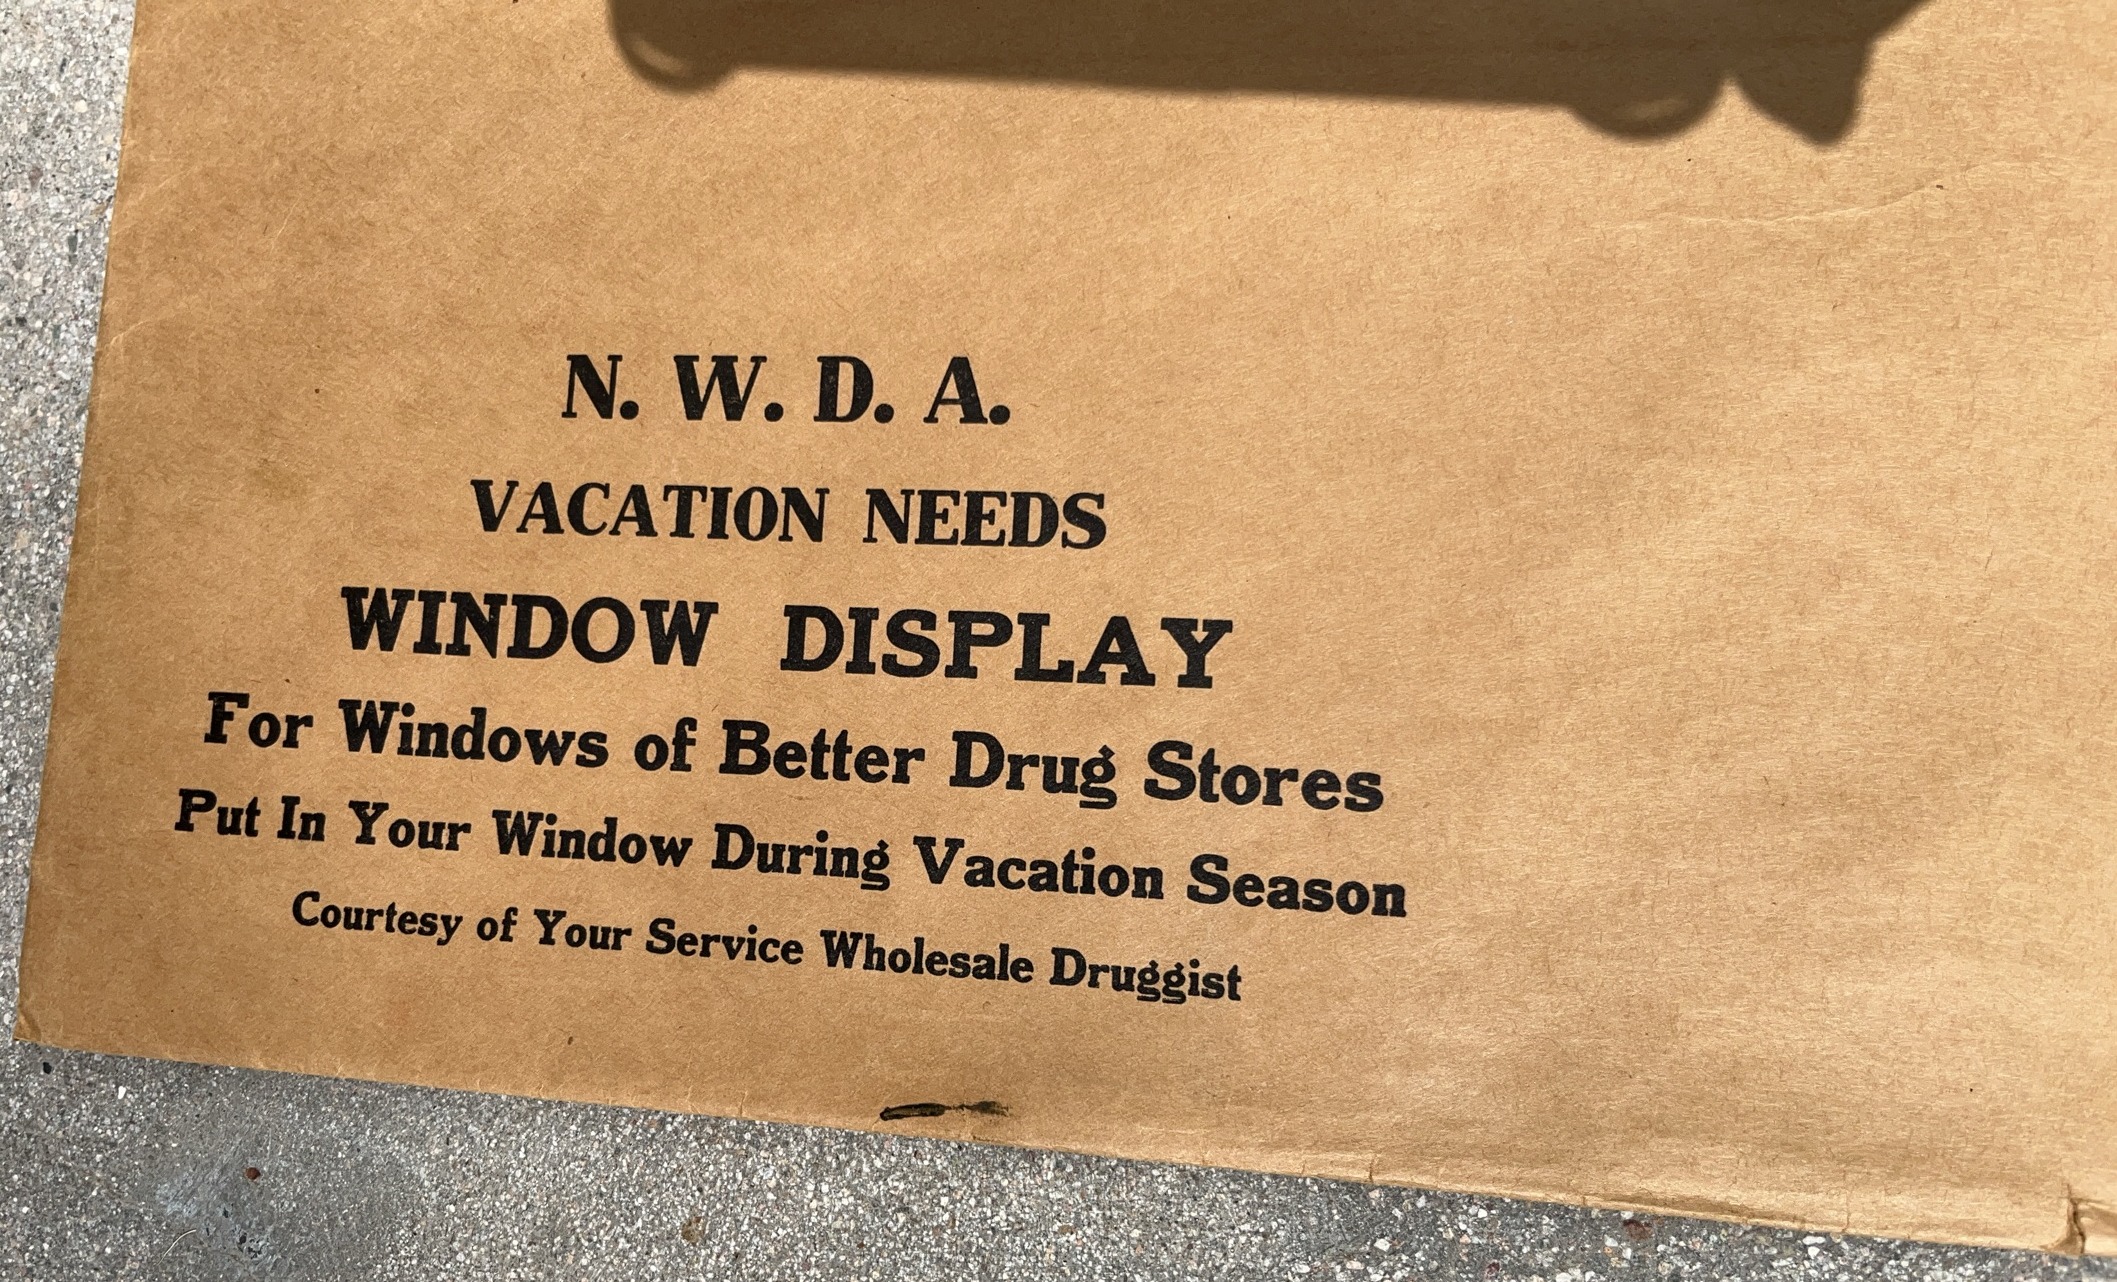 N. W. D. A.
VACATION NEEDS
WINDOW DISPLAY
For Windows of Better Drug Stores
Put In Your Window During Vacation Season
Courtesy of Your Service Wholesale Druggist